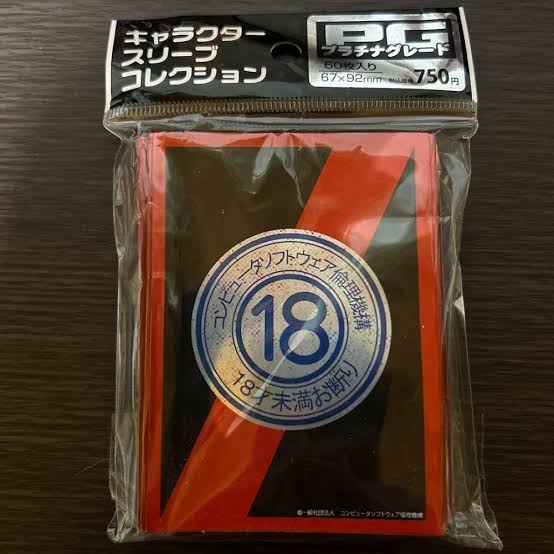 キャラクター
スリーブ
コレクション
PG
プラチナグレード
60枚入り
67×92mm 税込価格750円
コンピュータソフトウェア倫理機構
18
18才未満お断り
©一般社団法人 コンピュータソフトウェア倫理機構